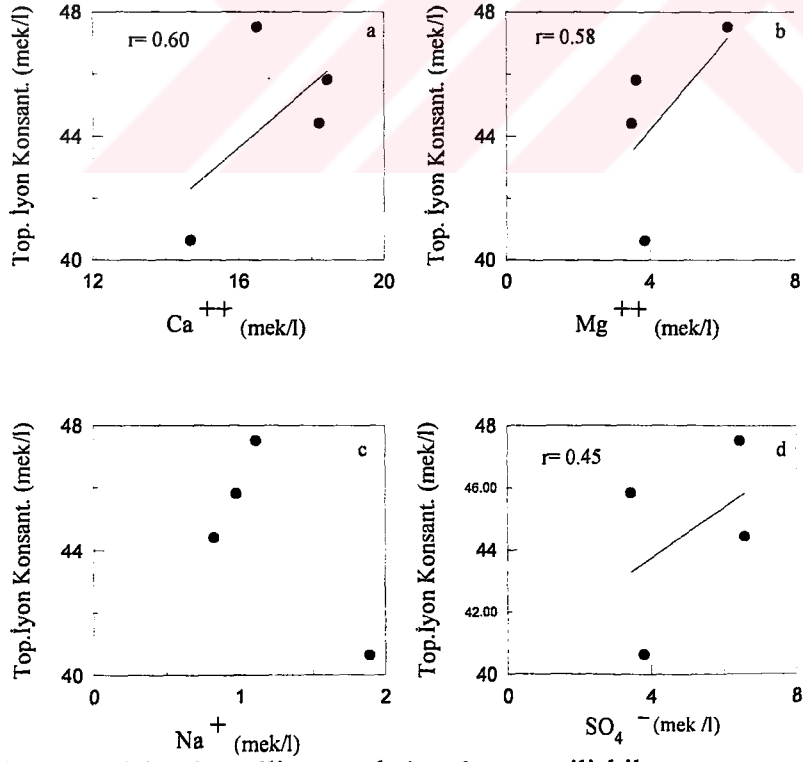 48
44
40
r= 0.60
a
12
16
20
Top. İyon Konsant. (mek/l)
Ca ++ (mek/l)
48
44
40
r= 0.58
b
0
4
8
Top. İyon Konsant. (mek/l)
Mg ++ (mek/l)
48
44
40
c
0
1
2
Top.İyon Konsant. (mek/l)
Na + (mek/l)
48
46.00
44
42.00
40
r= 0.45
d
0
4
8
Top.İyon Konsant. (mek/l)
SO4 - (mek /l)